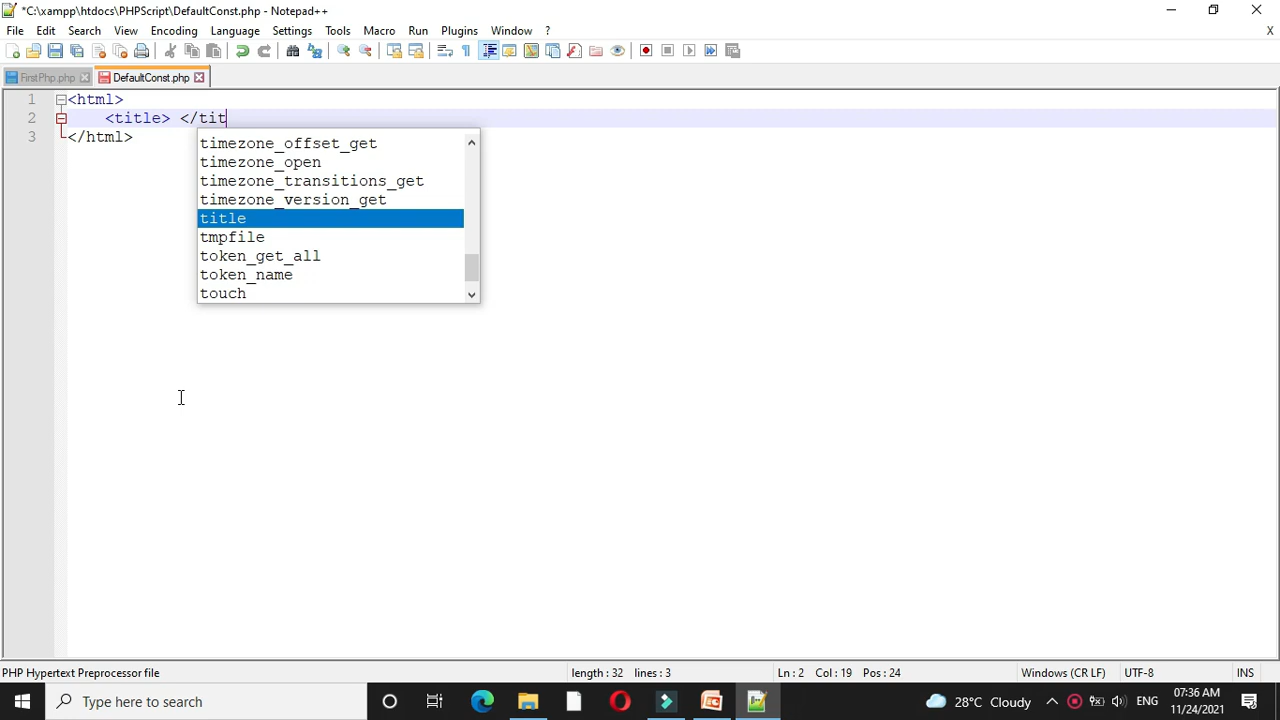 *C:\xampp\htdocs\PHPScript\DefaultConst.php - Notepad++
File Edit Search View Encoding Language Settings Tools Macro Run Plugins Window ? X
FirstPhp.php DefaultConst.php
1 <html>
2 <title> </tit
3 </html>
timezone_offset_get
timezone_open
timezone_transitions_get
timezone_version_get
title
tmpfile
token_get_all
token_name
touch
PHP Hypertext Preprocessor file length : 32 lines : 3 Ln : 2 Col : 19 Pos : 24 Windows (CR LF) UTF-8 INS
Type here to search 28°C Cloudy ENG 07:36 AM
11/24/2021